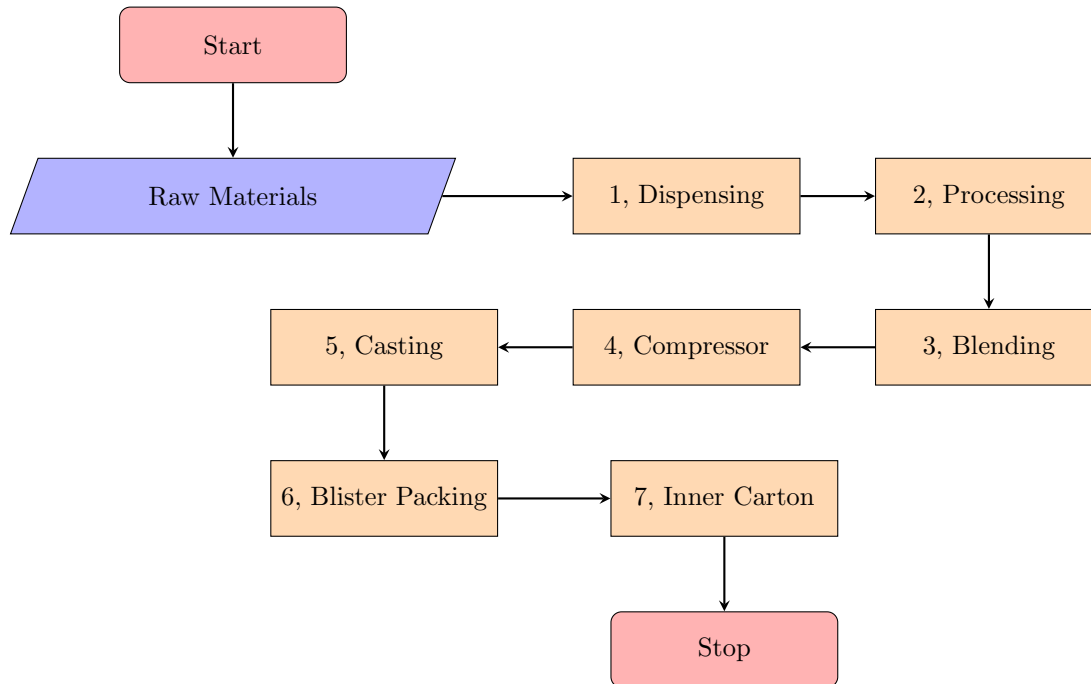 Start
Raw Materials
1, Dispensing
2, Processing
3, Blending
4, Compressor
5, Casting
6, Blister Packing
7, Inner Carton
Stop